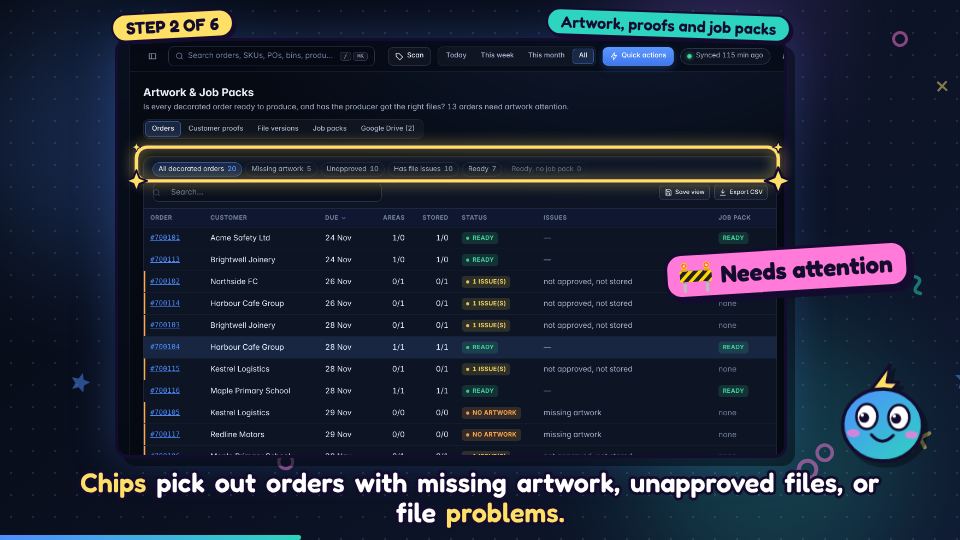 STEP 2 OF 6
Artwork, proofs and job packs
Search orders, SKUs, POs, bins, produ... / ⌘K Scan Today This week This month All Quick actions Synced 115 min ago
Artwork & Job Packs
Is every decorated order ready to produce, and has the producer got the right files? 13 orders need artwork attention.
Orders Customer proofs File versions Job packs Google Drive (2)
All decorated orders 20 Missing artwork 5 Unapproved 10 Has file issues 10 Ready 7 Ready, no job pack 0
Search... Save view Export CSV
ORDER CUSTOMER DUE AREAS STORED STATUS ISSUES JOB PACK
#700101 Acme Safety Ltd 24 Nov 1/0 1/0 READY — READY
#700113 Brightwell Joinery 24 Nov 1/0 1/0 READY —
Needs attention
#700102 Northside FC 26 Nov 0/1 0/1 1 ISSUE(S) not approved, not stored
#700114 Harbour Cafe Group 26 Nov 0/1 0/1 1 ISSUE(S) not approved, not stored none
#700103 Brightwell Joinery 28 Nov 0/1 0/1 1 ISSUE(S) not approved, not stored none
#700104 Harbour Cafe Group 28 Nov 1/1 1/1 READY — READY
#700115 Kestrel Logistics 28 Nov 0/1 0/1 1 ISSUE(S) not approved, not stored none
#700116 Maple Primary School 28 Nov 1/1 1/1 READY — READY
#700105 Kestrel Logistics 29 Nov 0/0 0/0 NO ARTWORK missing artwork none
#700117 Redline Motors 29 Nov 0/0 0/0 NO ARTWORK missing artwork none
Chips pick out orders with missing artwork, unapproved files, or
file problems.